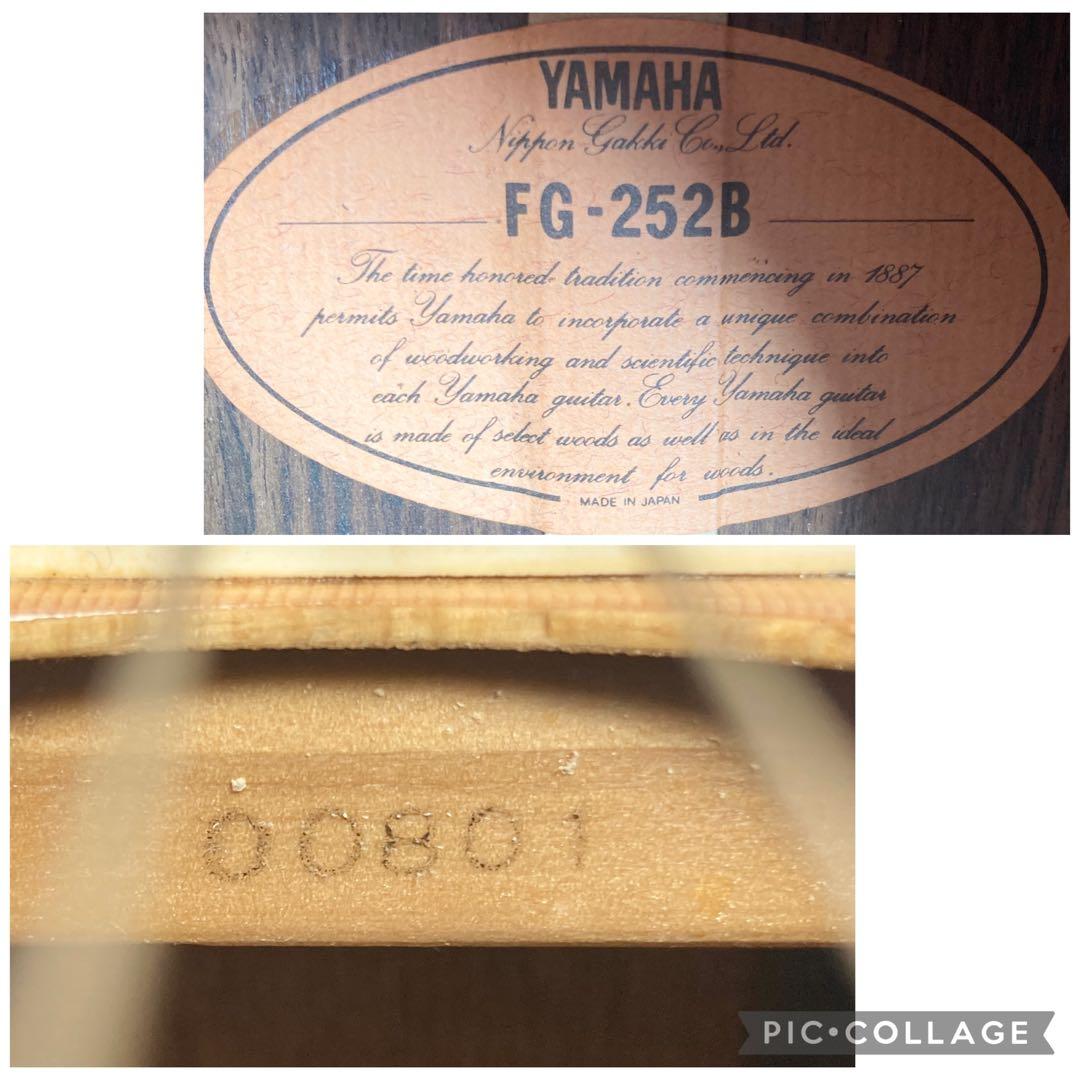 YAMAHA
Nippon Gakki Co., Ltd.
FG-252B
The time honored tradition commencing in 1887
permits Yamaha to incorporate a unique combination
of woodworking and scientific technique into
each Yamaha guitar. Every Yamaha guitar
is made of select woods as well as in the ideal
environment for woods.
MADE IN JAPAN
00801
PIC•COLLAGE